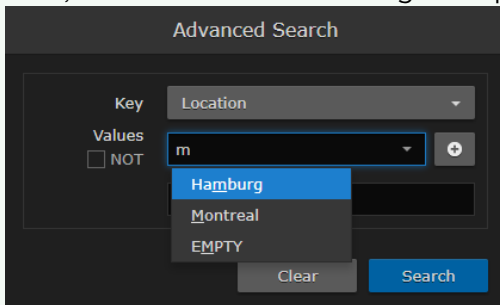 Advanced Search
Key
Location
Values
NOT
m
Hamburg
Montreal
EMPTY
Clear
Search